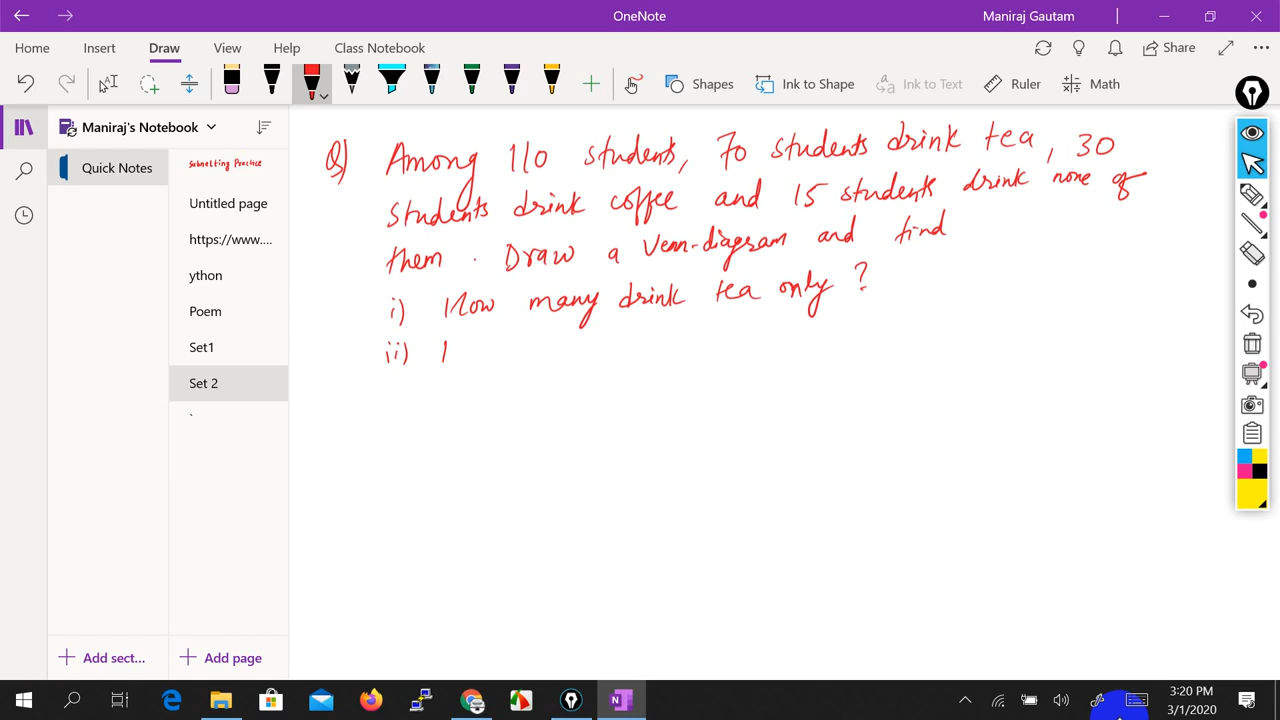 OneNote
Maniraj Gautam
Home Insert Draw View Help Class Notebook
Share
Shapes Ink to Shape Ink to Text Ruler Math
Maniraj's Notebook
Quick Notes
Subnetting Practice
Untitled page
https://www....
ython
Poem
Set1
Set 2
Q) Among 110 students, 70 students drink tea, 30
students drink coffee and 15 students drink none of
them. Draw a Venn-diagram and find
i) How many drink tea only?
ii)
Add sect...
Add page
3:20 PM
3/1/2020